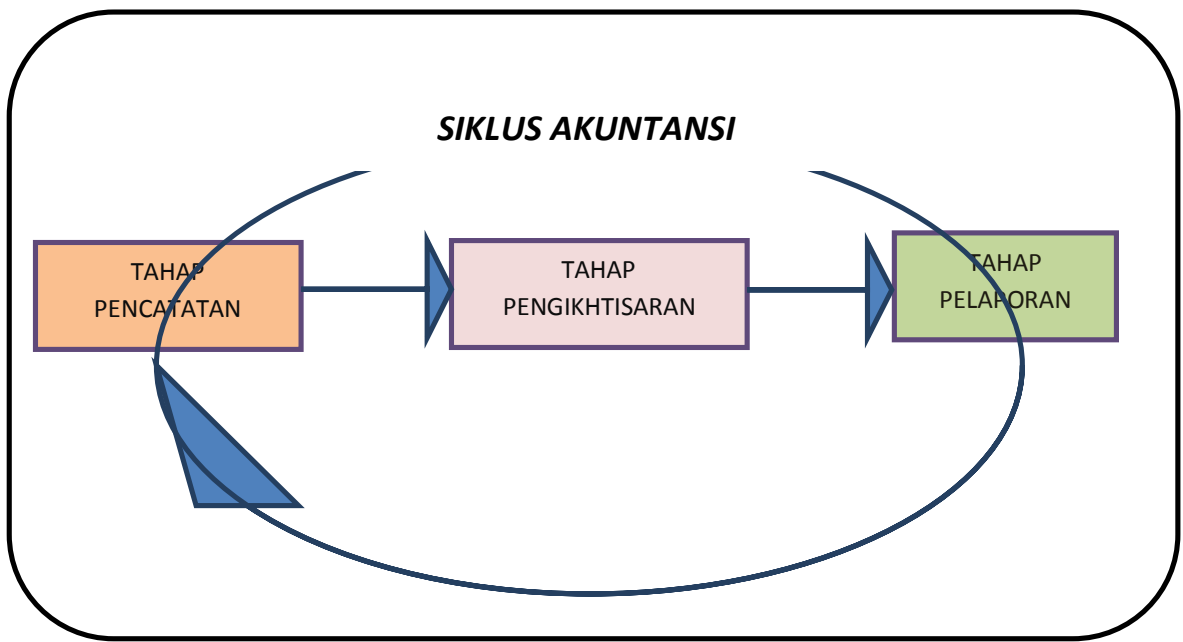 SIKLUS AKUNTANSI
TAHAP
PENCATATAN
TAHAP
PENGIKHTISARAN
TAHAP
PELAPORAN